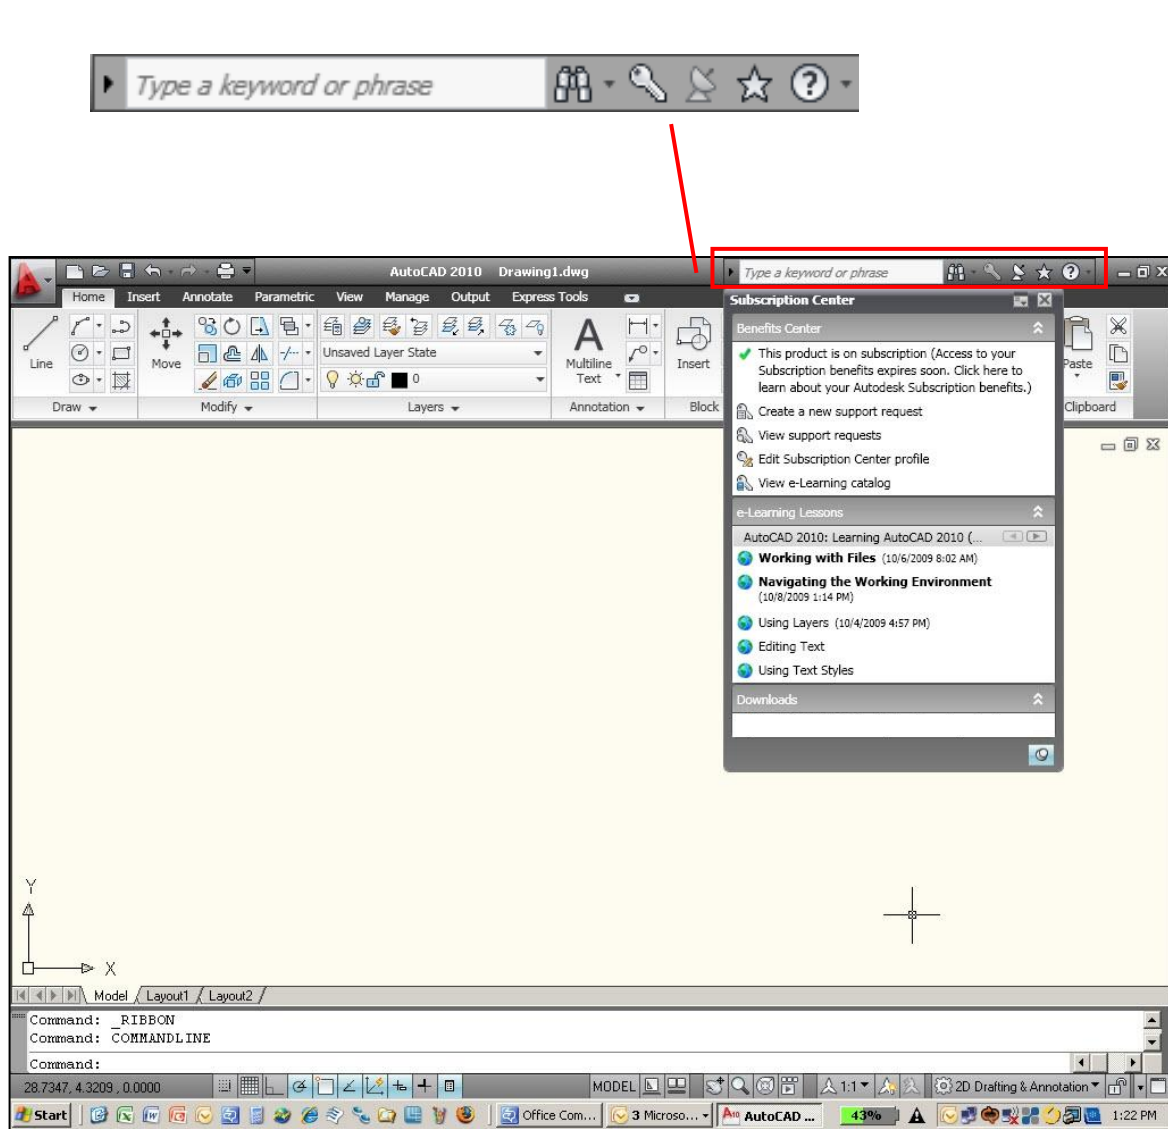 Type a keyword or phrase
AutoCAD 2010 Drawing1.dwg
Type a keyword or phrase
Home Insert Annotate Parametric View Manage Output Express Tools
Subscription Center
Benefits Center
This product is on subscription (Access to your
Subscription benefits expires soon. Click here to
learn about your Autodesk Subscription benefits.)
Create a new support request
View support requests
Edit Subscription Center profile
View e-Learning catalog
e-Learning Lessons
AutoCAD 2010: Learning AutoCAD 2010 (...
Working with Files (10/6/2009 8:02 AM)
Navigating the Working Environment
(10/8/2009 1:14 PM)
Using Layers (10/4/2009 4:57 PM)
Editing Text
Using Text Styles
Downloads
Line
Move
Unsaved Layer State
0
A
Multiline
Text
Insert
Paste
Draw Modify Layers Annotation Block Clipboard
Y
X
Model Layout1 Layout2
Command: _RIBBON
Command: COMMANDLINE
Command:
28.7347, 4.3209 , 0.0000 MODEL 1:1 2D Drafting & Annotation
Start Office Com... 3 Microso... AutoCAD ... 43% 1:22 PM